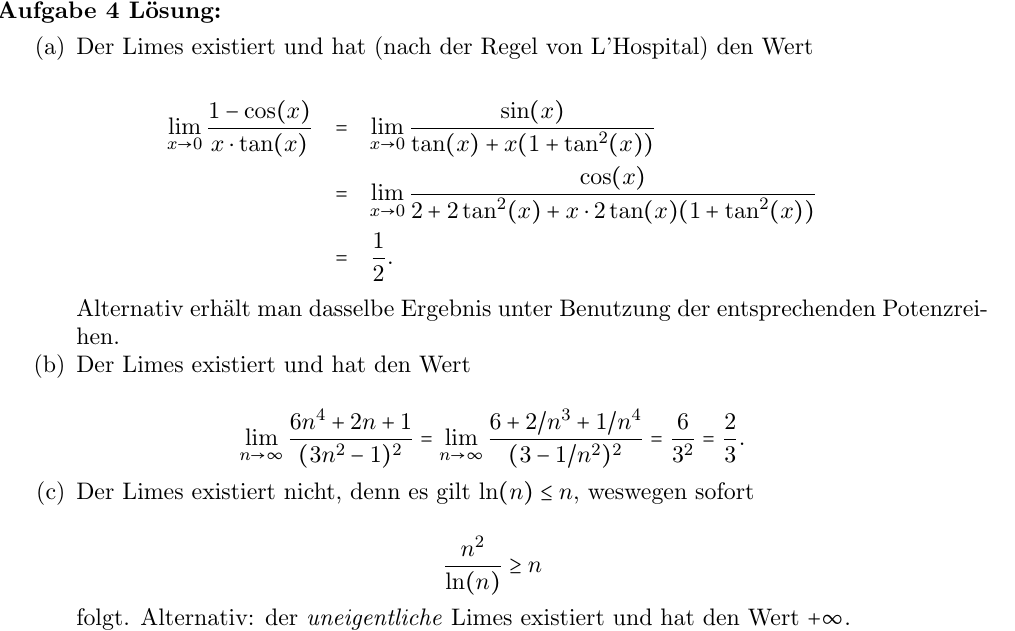 Aufgabe 4 Lösung:
(a) Der Limes existiert und hat (nach der Regel von L'Hospital) den Wert
lim_{x→0} (1 − cos(x))/(x · tan(x)) = lim_{x→0} sin(x)/(tan(x) + x(1 + tan²(x)))
= lim_{x→0} cos(x)/(2 + 2 tan²(x) + x · 2 tan(x)(1 + tan²(x)))
= 1/2.
Alternativ erhält man dasselbe Ergebnis unter Benutzung der entsprechenden Potenzrei-
hen.
(b) Der Limes existiert und hat den Wert
lim_{n→∞} (6n⁴ + 2n + 1)/(3n² − 1)² = lim_{n→∞} (6 + 2/n³ + 1/n⁴)/(3 − 1/n²)² = 6/3² = 2/3.
(c) Der Limes existiert nicht, denn es gilt ln(n) ≤ n, weswegen sofort
n²/ln(n) ≥ n
folgt. Alternativ: der uneigentliche Limes existiert und hat den Wert +∞.